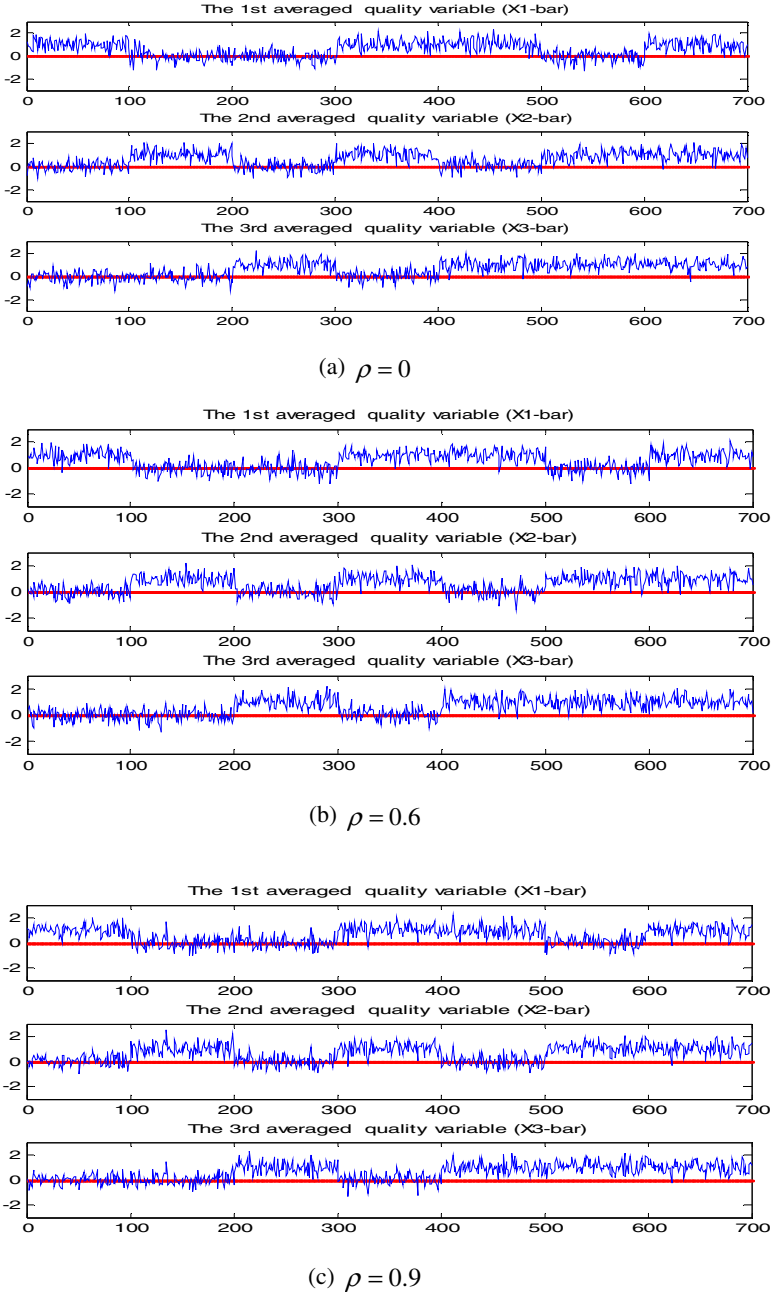 The 1st averaged quality variable (X1-bar)
2
0
-2
0 100 200 300 400 500 600 700
The 2nd averaged quality variable (X2-bar)
2
0
-2
0 100 200 300 400 500 600 700
The 3rd averaged quality variable (X3-bar)
2
0
-2
0 100 200 300 400 500 600 700
(a) ρ = 0
The 1st averaged quality variable (X1-bar)
2
0
-2
0 100 200 300 400 500 600 700
The 2nd averaged quality variable (X2-bar)
2
0
-2
0 100 200 300 400 500 600 700
The 3rd averaged quality variable (X3-bar)
2
0
-2
0 100 200 300 400 500 600 700
(b) ρ = 0.6
The 1st averaged quality variable (X1-bar)
2
0
-2
0 100 200 300 400 500 600 700
The 2nd averaged quality variable (X2-bar)
2
0
-2
0 100 200 300 400 500 600 700
The 3rd averaged quality variable (X3-bar)
2
0
-2
0 100 200 300 400 500 600 700
(c) ρ = 0.9